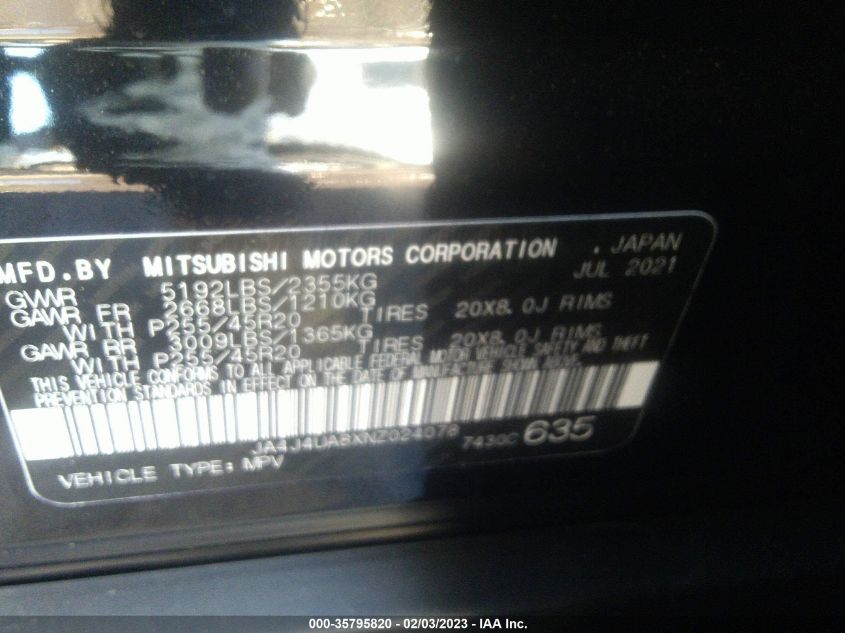 MFD.BY MITSUBISHI MOTORS CORPORATION . JAPAN
JUL 2021
GVWR 5192LBS/2355KG
GAWR FR 2668LBS/1210KG
WITH P255/45R20 TIRES 20X8.0J RIMS
GAWR RR 3009LBS/1365KG
WITH P255/45R20 TIRES 20X8.0J RIMS
THIS VEHICLE CONFORMS TO ALL APPLICABLE FEDERAL MOTOR VEHICLE SAFETY AND THEFT
PREVENTION STANDARDS IN EFFECT ON THE DATE OF MANUFACTURE SHOWN ABOVE.
JA4J4UA8XNZ024078 7430C 635
VEHICLE TYPE: MPV
000-35795820 - 02/03/2023 - IAA Inc.